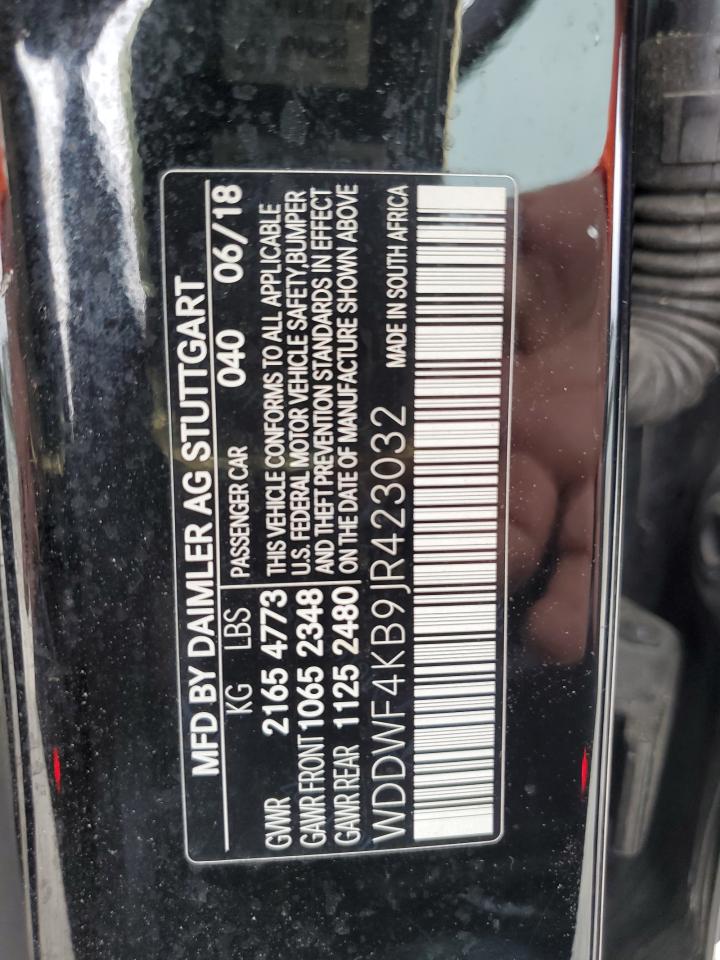 MFD BY DAIMLER AG STUTTGART
KG LBS PASSENGER CAR 040 06/18
GVWR 2165 4773
GAWR FRONT 1065 2348
GAWR REAR 1125 2480
THIS VEHICLE CONFORMS TO ALL APPLICABLE
U.S. FEDERAL MOTOR VEHICLE SAFETY, BUMPER
AND THEFT PREVENTION STANDARDS IN EFFECT
ON THE DATE OF MANUFACTURE SHOWN ABOVE
WDDWF4KB9JR423032 MADE IN SOUTH AFRICA